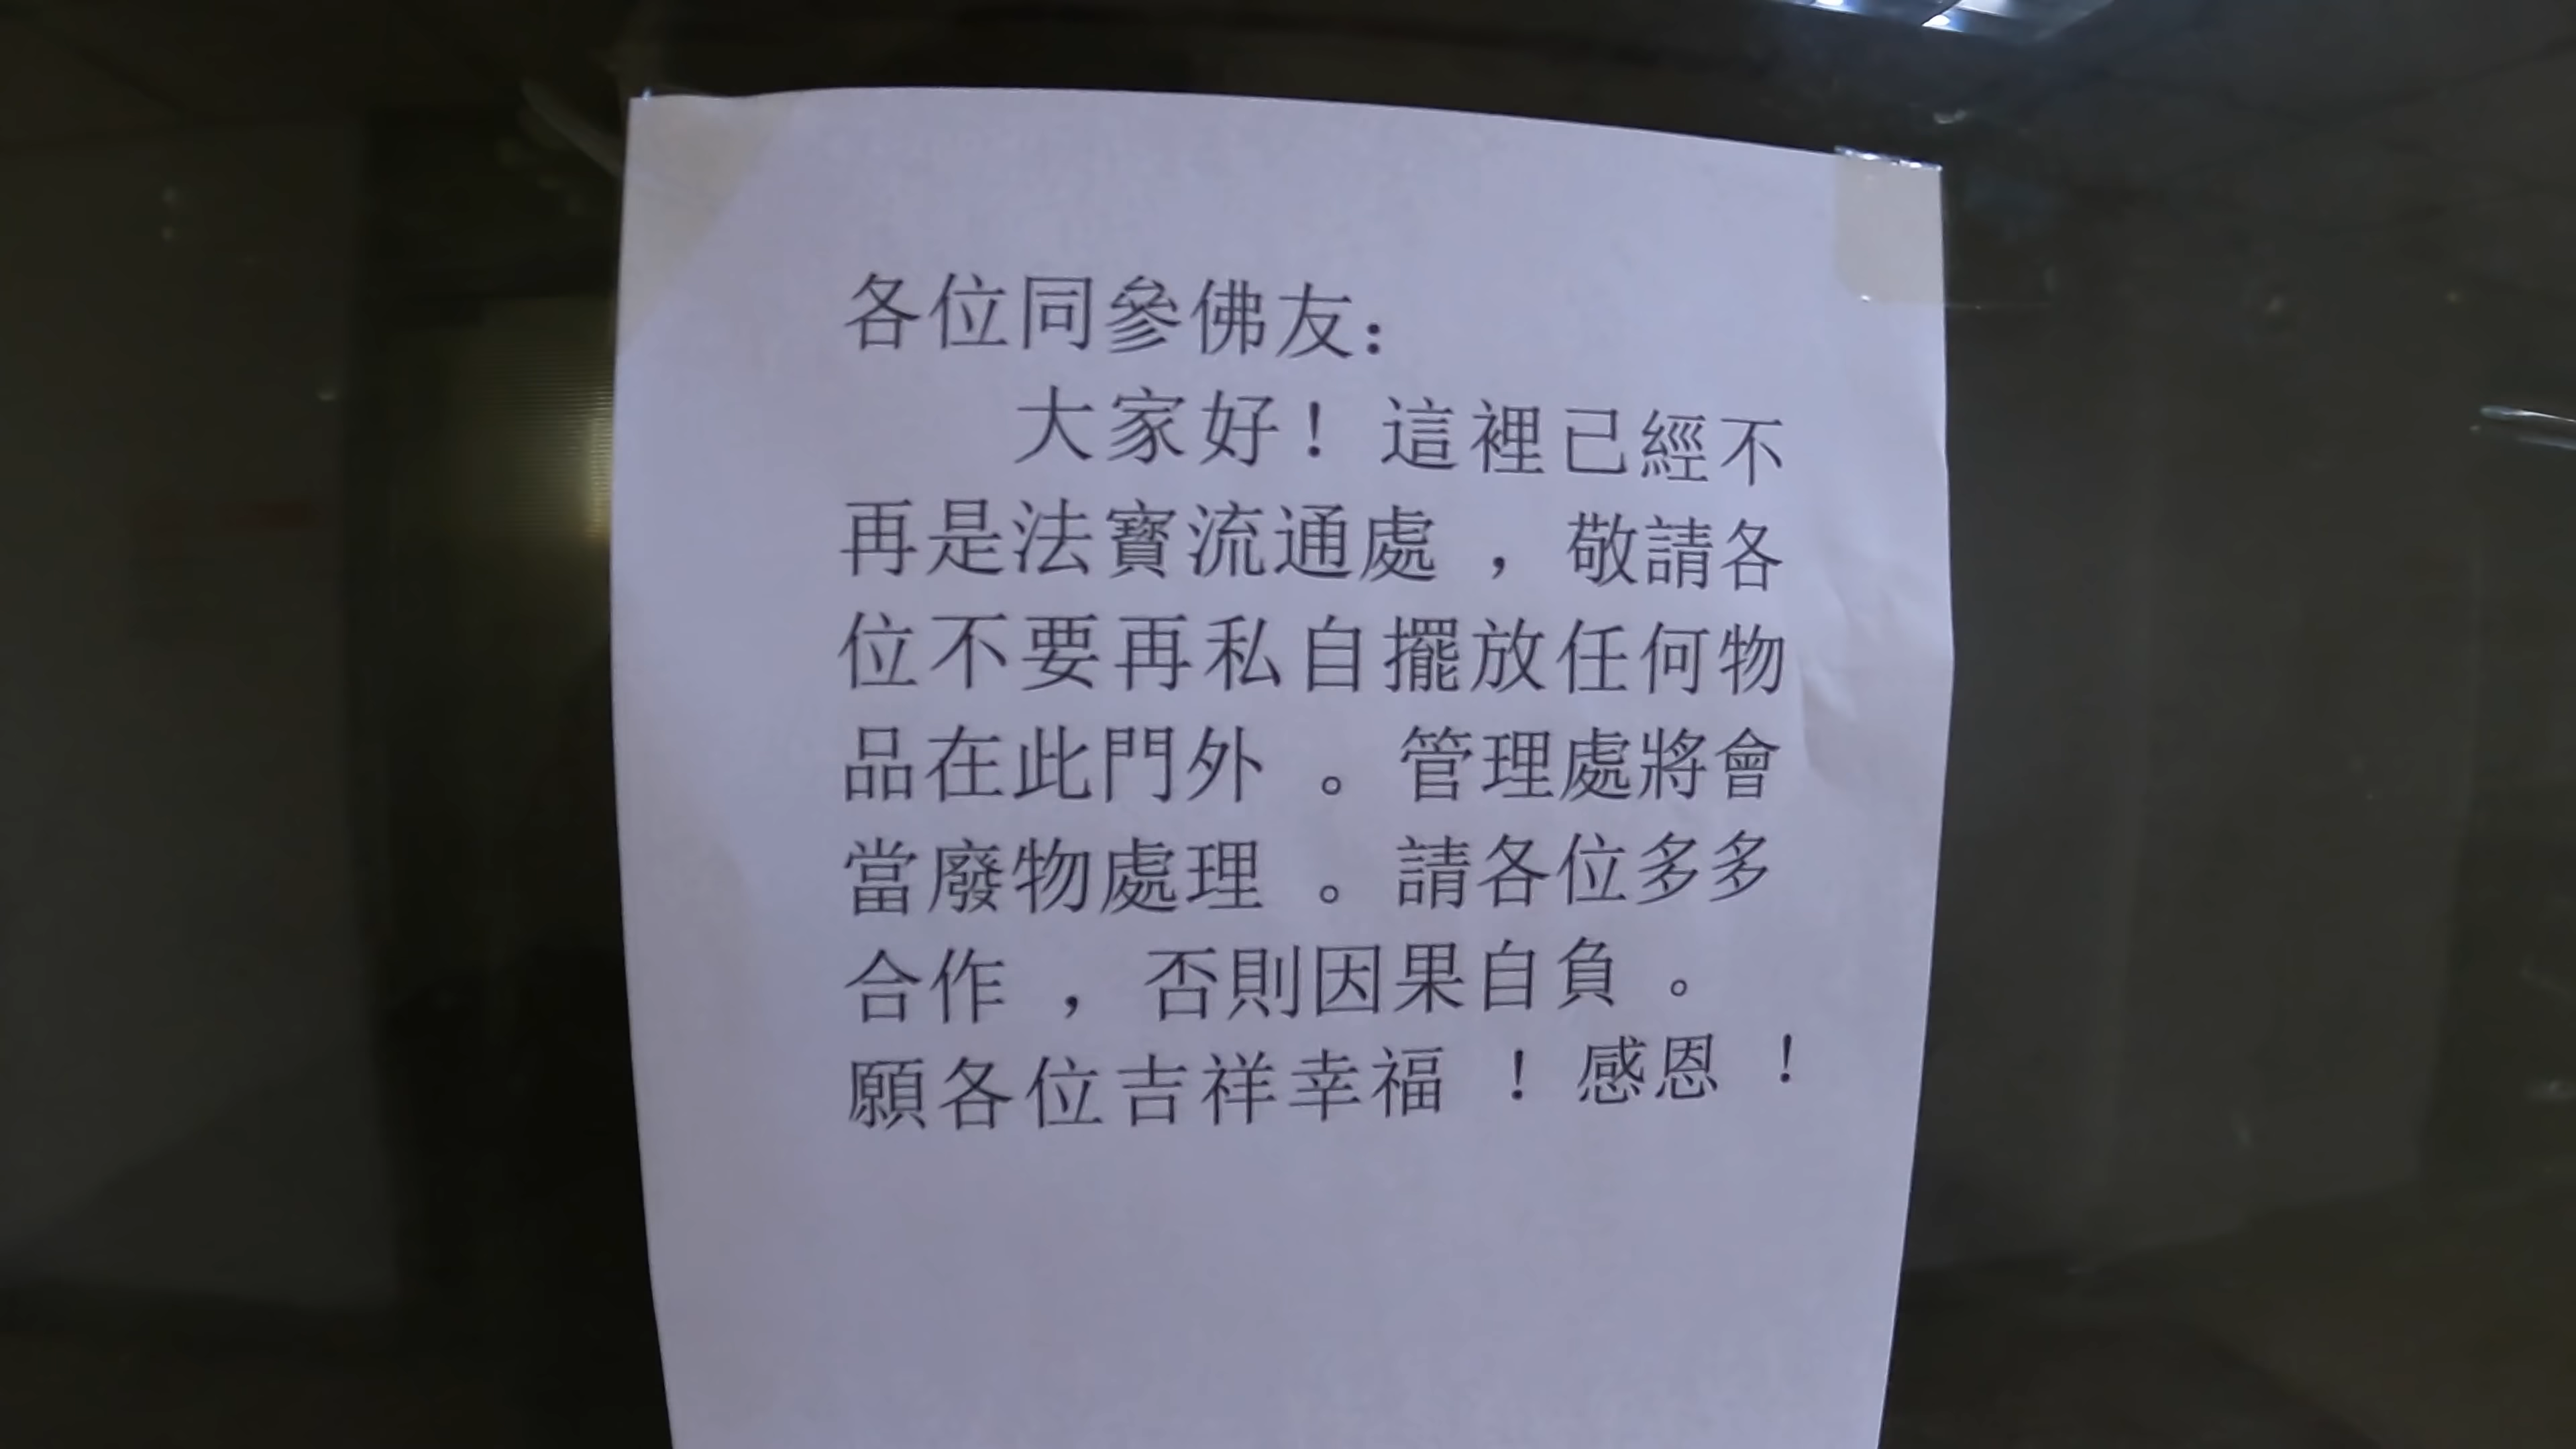 各位同參佛友：
大家好！這裡已經不
再是法寶流通處，敬請各
位不要再私自擺放任何物
品在此門外。管理處將會
當廢物處理。請各位多多
合作，否則因果自負。
願各位吉祥幸福！感恩！